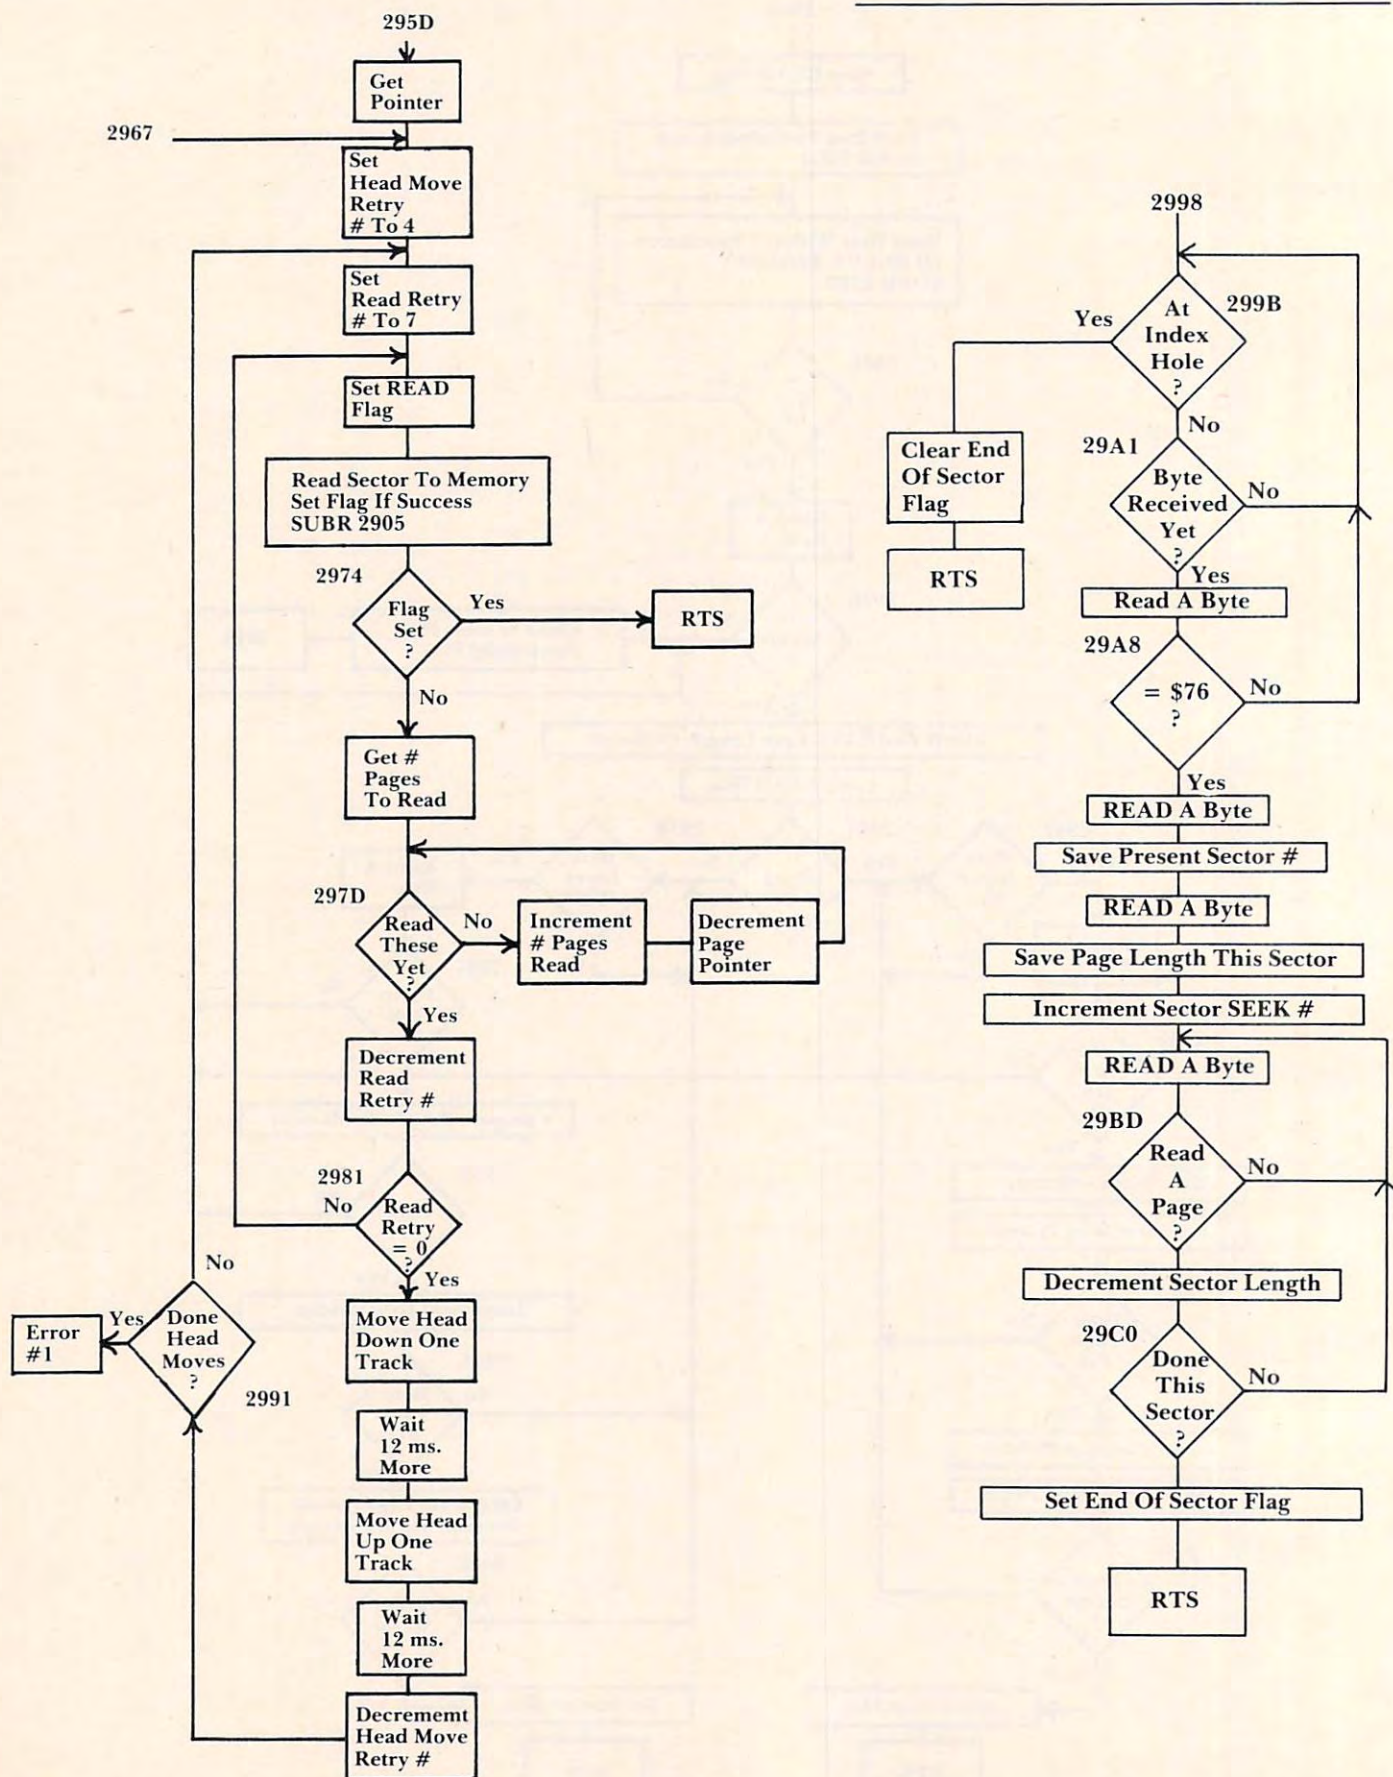 295D
Get
Pointer
2967
Set
Head Move
Retry
# To 4
Set
Read Retry
# To 7
Set READ
Flag
Read Sector To Memory
Set Flag If Success
SUBR 2905
2974
Flag
Set
?
Yes
RTS
No
Get #
Pages
To Read
297D
Read
These
Yet
?
No
Increment
# Pages
Read
Decrement
Page
Pointer
Yes
Decrement
Read
Retry #
2981
No
Read
Retry
= 0
?
Yes
Move Head
Down One
Track
Wait
12 ms.
More
Move Head
Up One
Track
Wait
12 ms.
More
Decrememt
Head Move
Retry #
No
Done
Head
Moves
?
2991
Yes
Error
#1
2998
At
Index
Hole
?
299B
Yes
Clear End
Of Sector
Flag
RTS
No
29A1
Byte
Received
Yet
?
No
Yes
Read A Byte
29A8
= $76
?
No
Yes
READ A Byte
Save Present Sector #
READ A Byte
Save Page Length This Sector
Increment Sector SEEK #
READ A Byte
29BD
Read
A
Page
?
No
Decrement Sector Length
29C0
Done
This
Sector
?
No
Set End Of Sector Flag
RTS